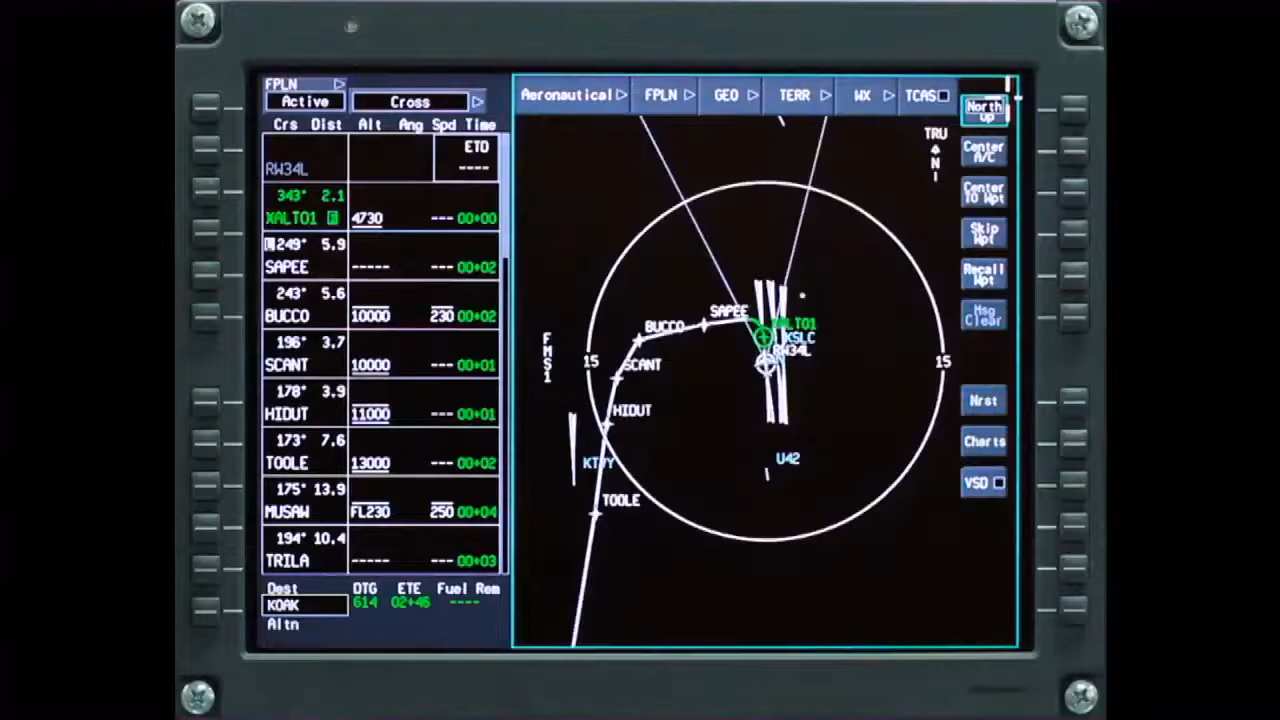 FPLN
Active Cross
Crs Dist Alt Ang Spd Time
ETO
RW34L ----
343° 2.1
XALTO1 4730 --- 00+00
249° 5.9
SAPEE ----- --- 00+02
243° 5.6
BUCCO 10000 230 00+02
196° 3.7
SCANT 10000 --- 00+01
178° 3.9
HIDUT 11000 --- 00+01
173° 7.6
TOOLE 13000 --- 00+02
175° 13.9
MUSAW FL230 250 00+04
194° 10.4
TRILA ----- --- 00+03
Dest DTG ETE Fuel Rem
KOAK 614 02+46 ----
Altn
Aeronautical FPLN GEO TERR WX TCAS
TRU
N
FMS1
SAPEE
BUCCO
XALTO1
KSLC
RW34L
15
15
SCANT
HIDUT
U42
TOOLE
North up
Center A/C
Center TO Wpt
Skip Wpt
Recall Wpt
Msg Clear
Nrst
Charts
VSD